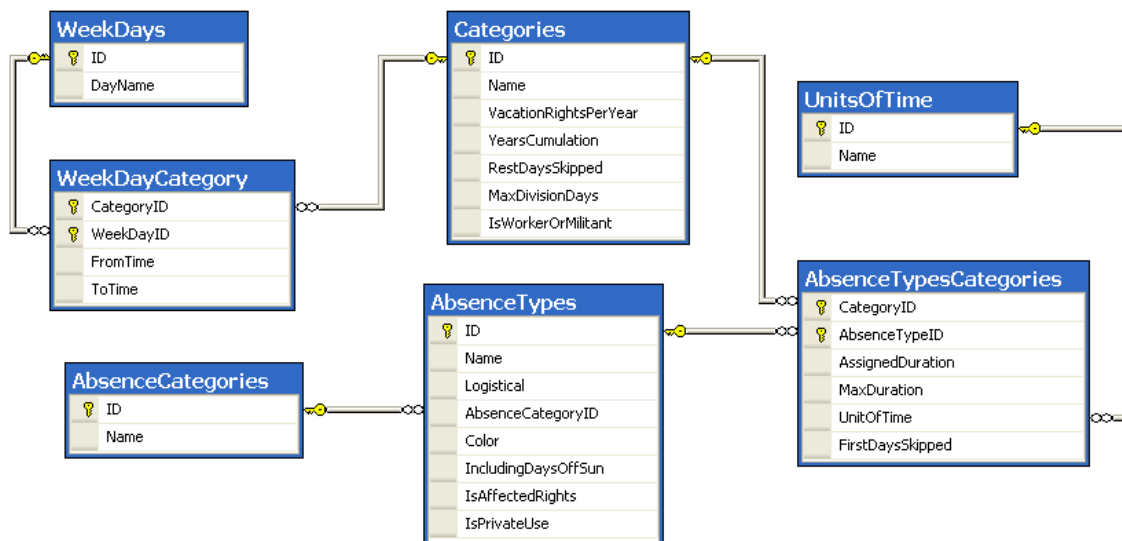 WeekDays
ID
DayName
WeekDayCategory
CategoryID
WeekDayID
FromTime
ToTime
Categories
ID
Name
VacationRightsPerYear
YearsCumulation
RestDaysSkipped
MaxDivisionDays
IsWorkerOrMilitant
UnitsOfTime
ID
Name
AbsenceCategories
ID
Name
AbsenceTypes
ID
Name
Logistical
AbsenceCategoryID
Color
IncludingDaysOffSun
IsAffectedRights
IsPrivateUse
AbsenceTypesCategories
CategoryID
AbsenceTypeID
AssignedDuration
MaxDuration
UnitOfTime
FirstDaysSkipped